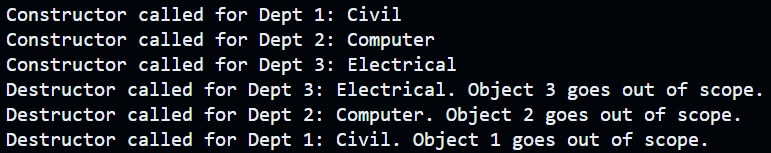 Constructor called for Dept 1: Civil
Constructor called for Dept 2: Computer
Constructor called for Dept 3: Electrical
Destructor called for Dept 3: Electrical. Object 3 goes out of scope.
Destructor called for Dept 2: Computer. Object 2 goes out of scope.
Destructor called for Dept 1: Civil. Object 1 goes out of scope.